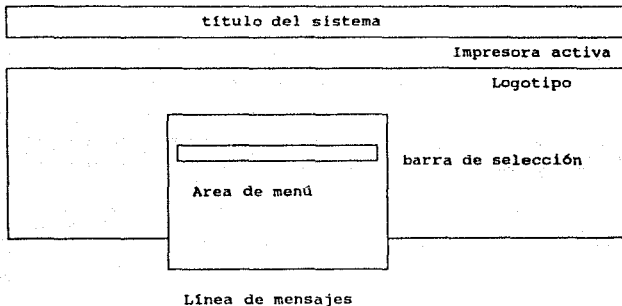 título del sistema
Impresora activa
Logotipo
barra de selección
Area de menú
Línea de mensajes